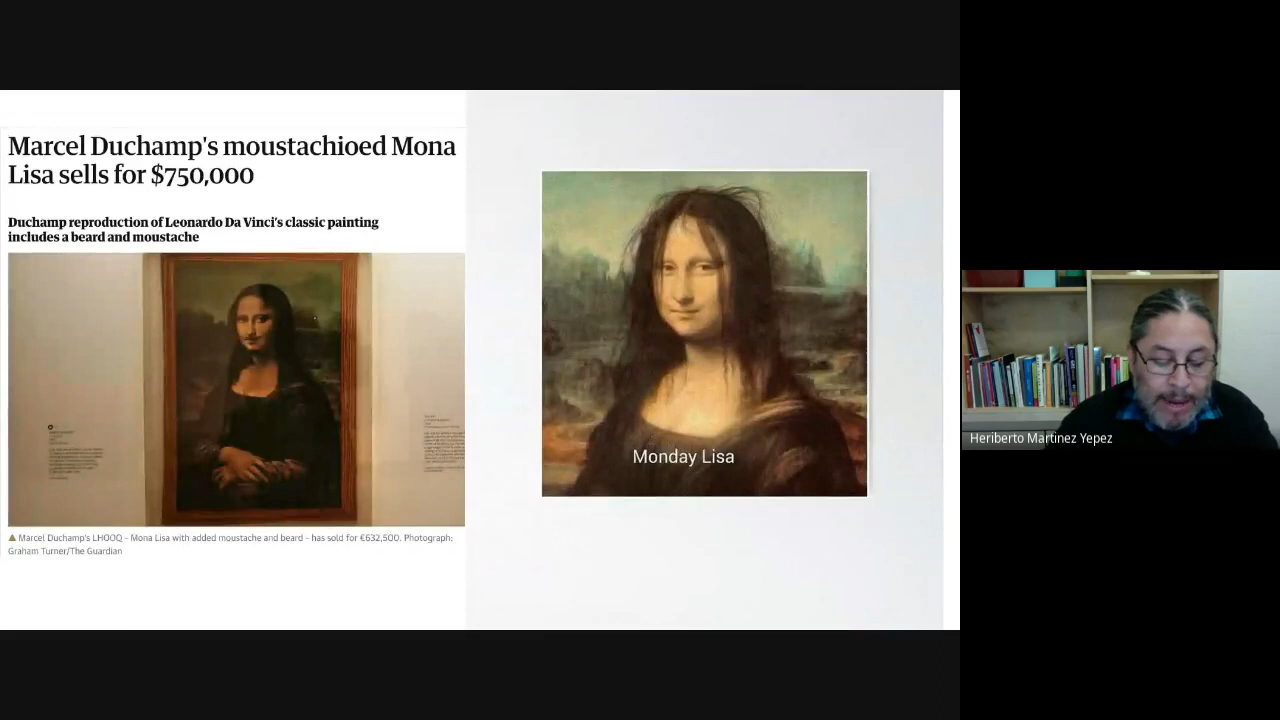 Marcel Duchamp's moustachioed Mona
Lisa sells for $750,000
Duchamp reproduction of Leonardo Da Vinci's classic painting
includes a beard and moustache
Marcel Duchamp's LHOOQ – Mona Lisa with added moustache and beard – has sold for €632,500. Photograph:
Graham Turner/The Guardian
Monday Lisa
Heriberto Martinez Yepez